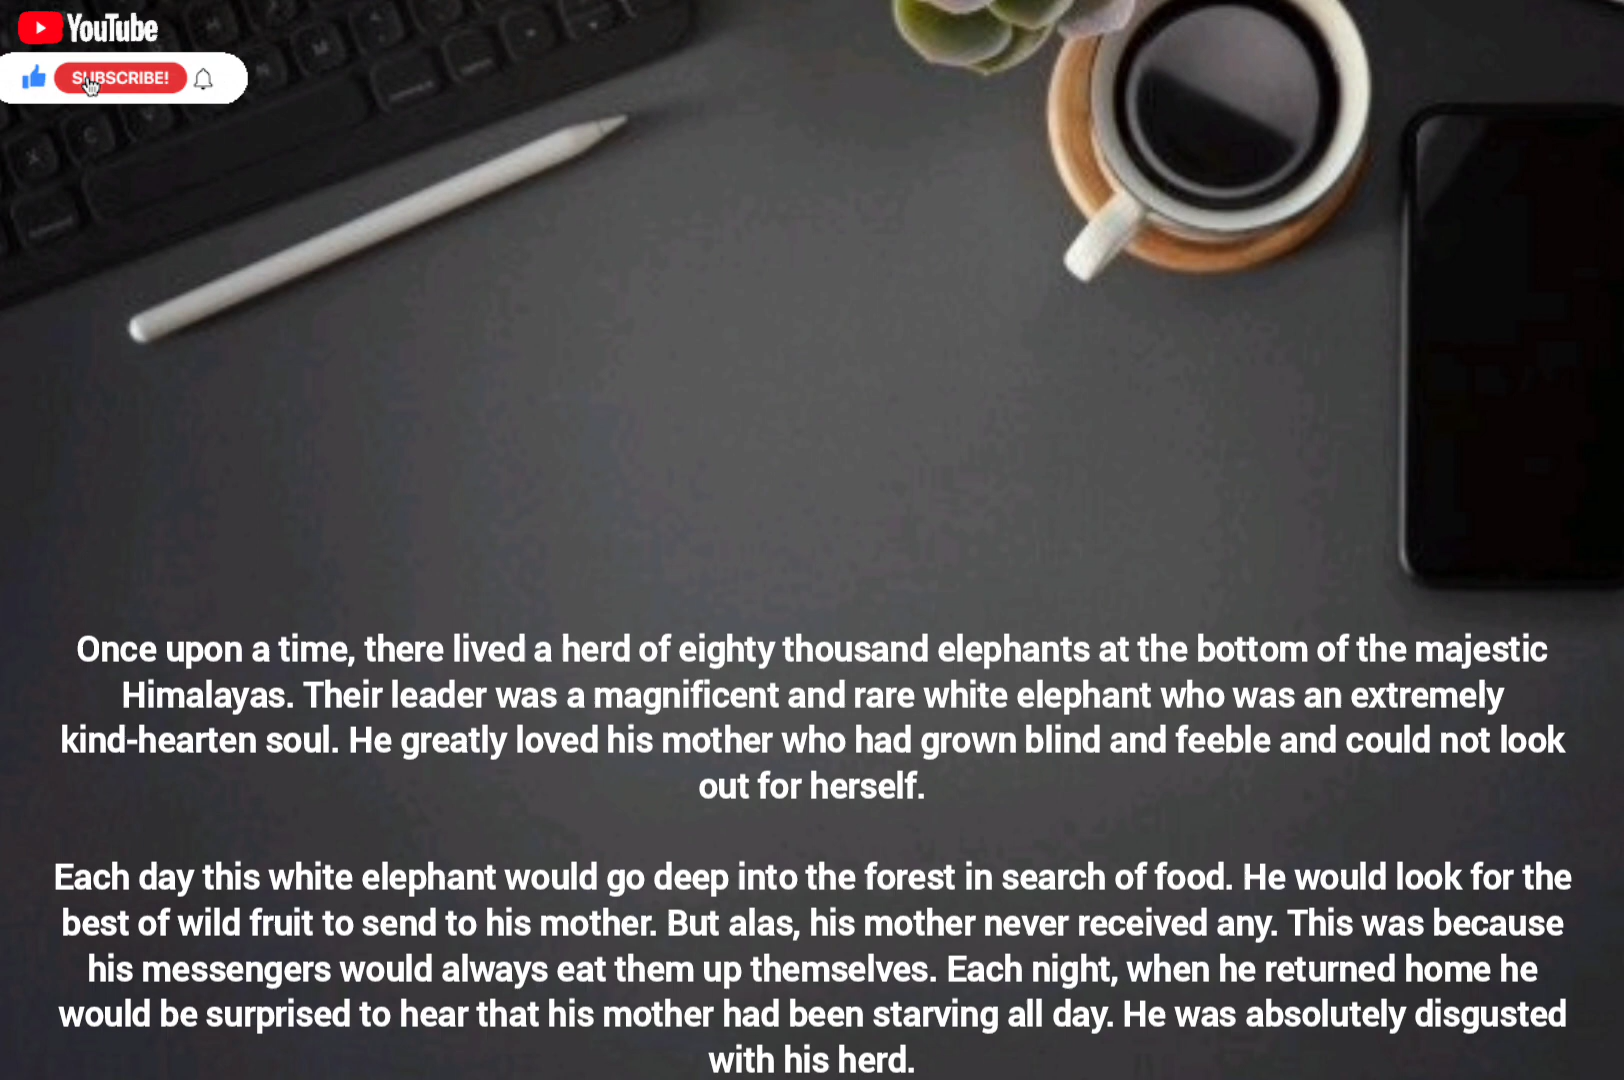 YouTube
SUBSCRIBE!
Once upon a time, there lived a herd of eighty thousand elephants at the bottom of the majestic
Himalayas. Their leader was a magnificent and rare white elephant who was an extremely
kind-hearten soul. He greatly loved his mother who had grown blind and feeble and could not look
out for herself.
Each day this white elephant would go deep into the forest in search of food. He would look for the
best of wild fruit to send to his mother. But alas, his mother never received any. This was because
his messengers would always eat them up themselves. Each night, when he returned home he
would be surprised to hear that his mother had been starving all day. He was absolutely disgusted
with his herd.